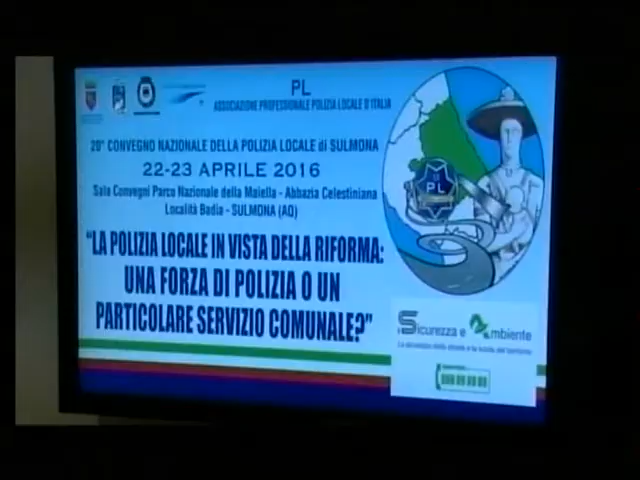 PL
ASSOCIAZIONE PROFESSIONALE POLIZIA LOCALE D'ITALIA
20° CONVEGNO NAZIONALE DELLA POLIZIA LOCALE di SULMONA
22-23 APRILE 2016
Sala Convegni Parco Nazionale della Maiella - Abbazia Celestiniana
Località Badia - SULMONA (AQ)
"LA POLIZIA LOCALE IN VISTA DELLA RIFORMA:
UNA FORZA DI POLIZIA O UN
PARTICOLARE SERVIZIO COMUNALE?"
PL
Sicurezza e Ambiente